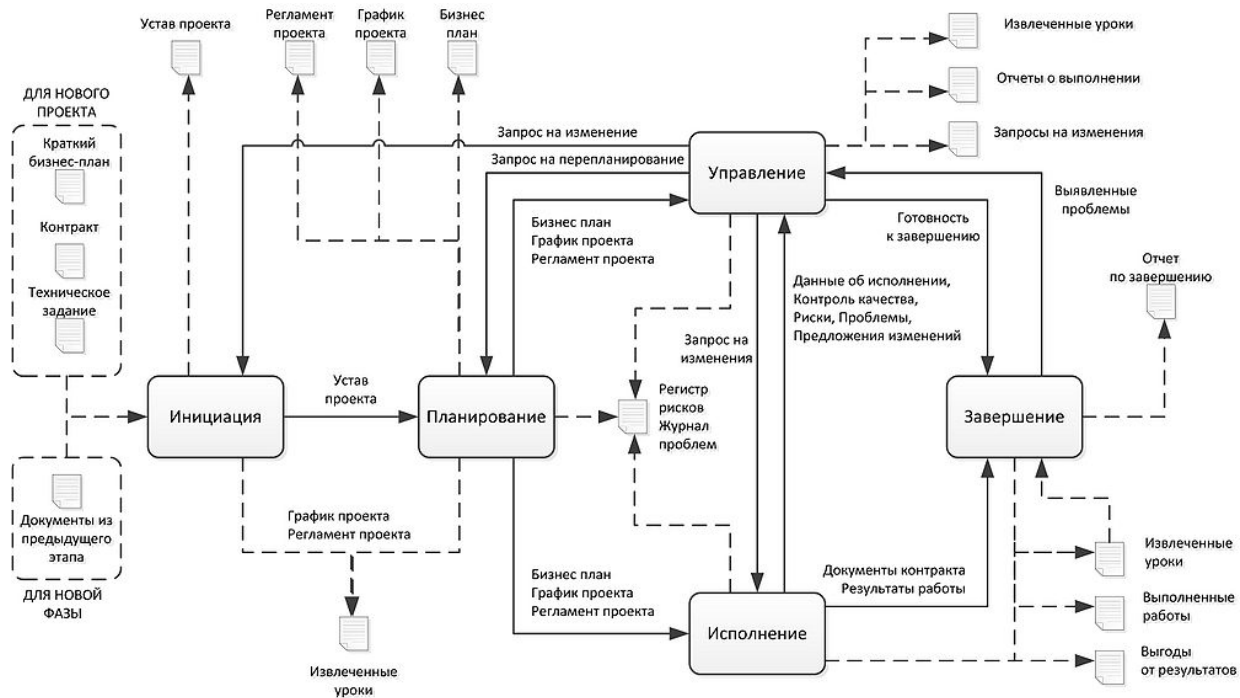 Устав проекта
Регламент
проекта
График
проекта
Бизнес
план
Извлеченные уроки
Отчеты о выполнении
Запросы на изменения
ДЛЯ НОВОГО
ПРОЕКТА
Краткий
бизнес-план
Контракт
Техническое
задание
Запрос на изменение
Запрос на перепланирование
Управление
Бизнес план
График проекта
Регламент проекта
Готовность
к завершению
Выявленные
проблемы
Отчет
по завершению
Данные об исполнении,
Контроль качества,
Риски, Проблемы,
Предложения изменений
Запрос на
изменения
Инициация
Устав
проекта
Планирование
Регистр
рисков
Журнал
проблем
Завершение
Документы из
предыдущего
этапа
ДЛЯ НОВОЙ
ФАЗЫ
График проекта
Регламент проекта
Извлеченные
уроки
Бизнес план
График проекта
Регламент проекта
Исполнение
Документы контракта
Результаты работы
Извлеченные
уроки
Выполненные
работы
Выгоды
от результатов